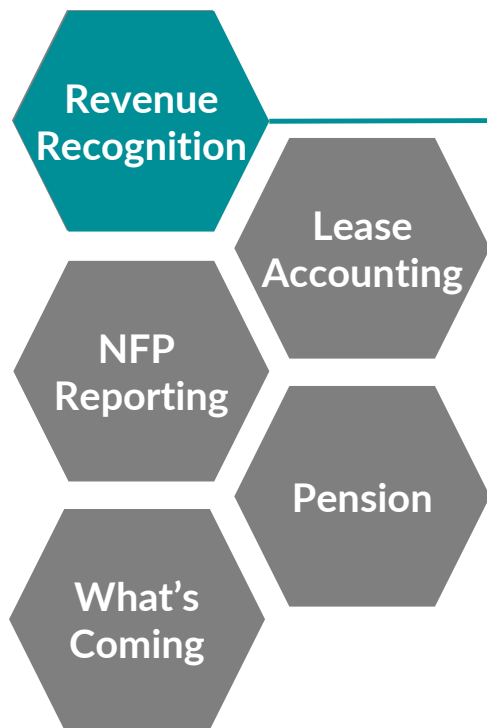 Revenue
Recognition
Lease
Accounting
NFP
Reporting
Pension
What’s
Coming